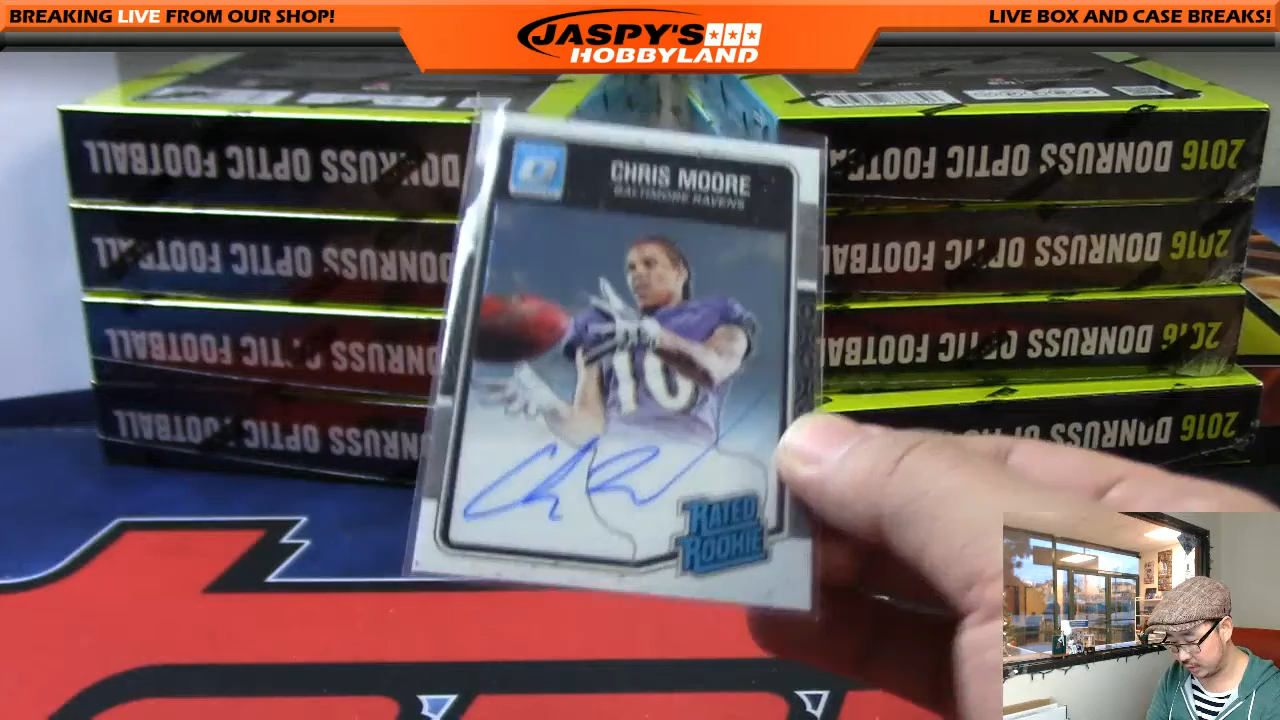 BREAKING LIVE FROM OUR SHOP!
JASPY'S
HOBBYLAND
LIVE BOX AND CASE BREAKS!
DONRUSS OPTIC FOOTBALL
2016 DONRUSS OPTIC FOOTBALL
DONRUSS OPTIC FOOTBALL
2016 DONRUSS OPTIC FOOTBALL
DONRUSS OPTIC FOOTBALL
2016 DONRUSS OPTIC FOOTBALL
DONRUSS OPTIC FOOTBALL
2016 DONRUSS OPTIC
CHRIS MOORE
BALTIMORE RAVENS
10
RATED
ROOKIE